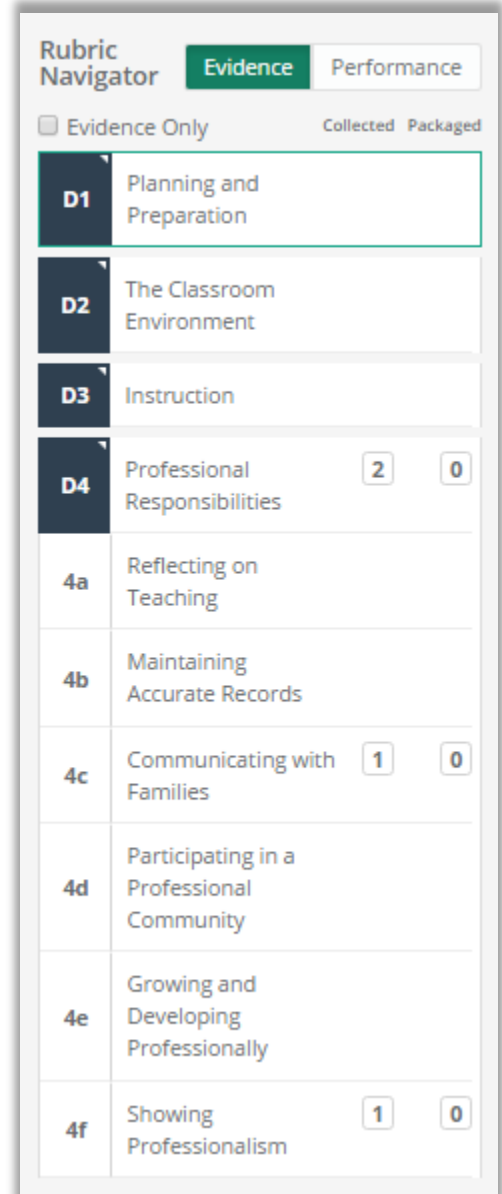 Rubric
Navigator
Evidence
Performance
Evidence Only
Collected
Packaged
D1
Planning and
Preparation
D2
The Classroom
Environment
D3
Instruction
D4
Professional
Responsibilities
2
0
4a
Reflecting on
Teaching
4b
Maintaining
Accurate Records
4c
Communicating with
Families
1
0
4d
Participating in a
Professional
Community
4e
Growing and
Developing
Professionally
4f
Showing
Professionalism
1
0